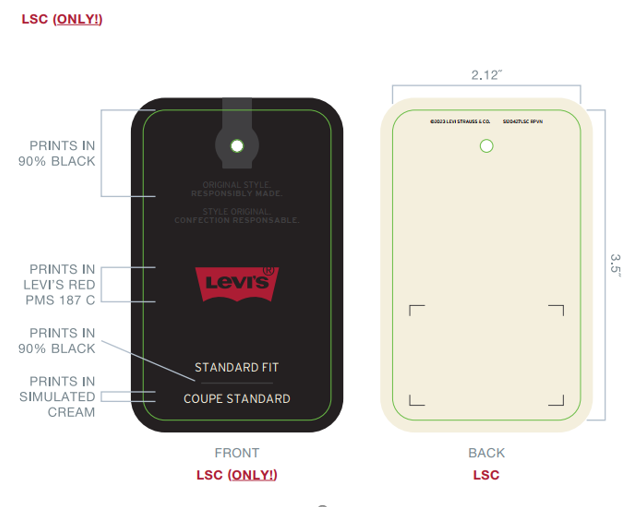 LSC (ONLY!)
2.12"
©2023 LEVI STRAUSS & CO.
PRINTS IN
90% BLACK
ORIGINAL STYLE.
RESPONSIBLY MADE.
STYLE ORIGINAL.
CONFECTION RESPONSABLE.
3.5"
PRINTS IN
LEVI'S RED
PMS 187 C
LEVI'S®
PRINTS IN
90% BLACK
STANDARD FIT
PRINTS IN
SIMULATED
CREAM
COUPE STANDARD
FRONT
LSC (ONLY!)
BACK
LSC